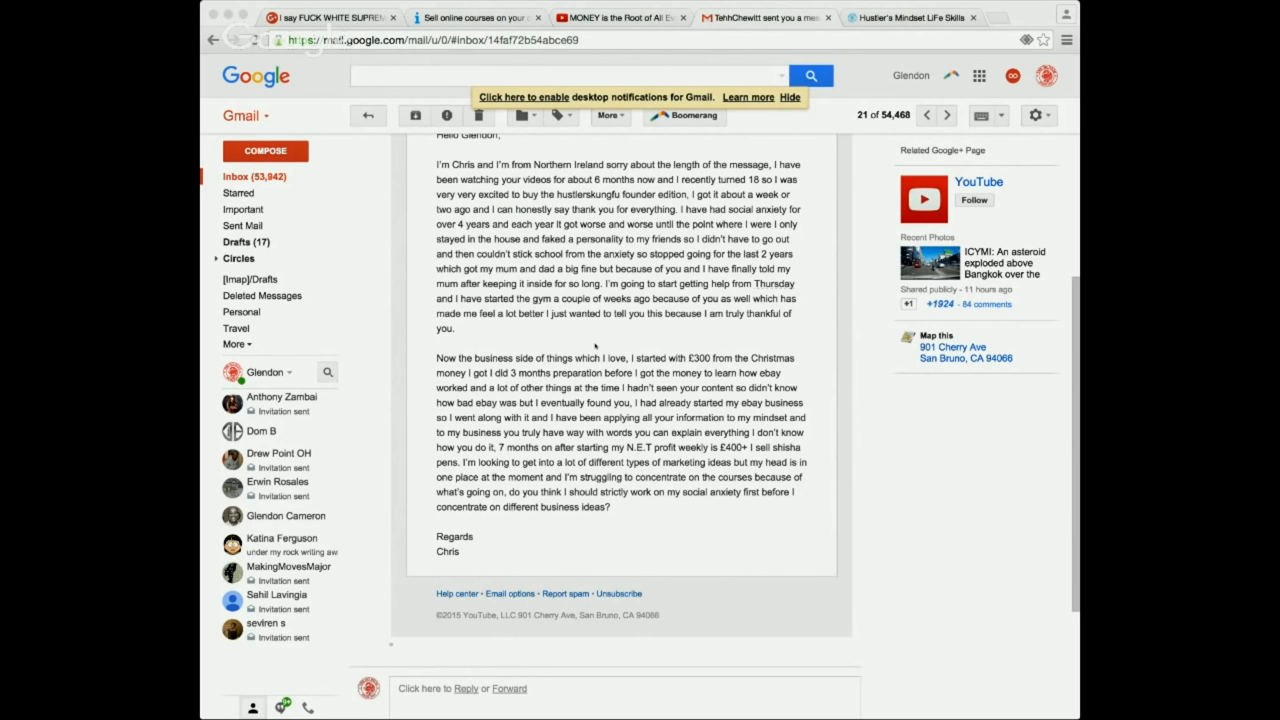 I say FUCK WHITE SUPREM
Sell online courses on your
MONEY is the Root of All Ev
TehhChewitt sent you a mes
Hustler's Mindset LiFe Skills
https://mail.google.com/mail/u/0/#inbox/14faf72b54abce69
Google
Glendon
Click here to enable desktop notifications for Gmail. Learn more Hide
Gmail
More
Boomerang
21 of 54,468
COMPOSE
Inbox (53,942)
Starred
Important
Sent Mail
Drafts (17)
Circles
[Imap]/Drafts
Deleted Messages
Personal
Travel
More
Glendon
Anthony Zambai
Invitation sent
Dom B
Drew Point OH
Invitation sent
Erwin Rosales
Invitation sent
Glendon Cameron
Katina Ferguson
under my rock writing aw
MakingMovesMajor
Invitation sent
Sahil Lavingia
Invitation sent
seviren s
Invitation sent
Hello Glendon,
I'm Chris and I'm from Northern Ireland sorry about the length of the message, I have
been watching your videos for about 6 months now and I recently turned 18 so I was
very very excited to buy the hustlerskungfu founder edition, I got it about a week or
two ago and I can honestly say thank you for everything. I have had social anxiety for
over 4 years and each year it got worse and worse until the point where I were I only
stayed in the house and faked a personality to my friends so I didn't have to go out
and then couldn't stick school from the anxiety so stopped going for the last 2 years
which got my mum and dad a big fine but because of you and I have finally told my
mum after keeping it inside for so long. I'm going to start getting help from Thursday
and I have started the gym a couple of weeks ago because of you as well which has
made me feel a lot better I just wanted to tell you this because I am truly thankful of
you.
Now the business side of things which I love, I started with £300 from the Christmas
money I got I did 3 months preparation before I got the money to learn how ebay
worked and a lot of other things at the time I hadn't seen your content so didn't know
how bad ebay was but I eventually found you, I had already started my ebay business
so I went along with it and I have been applying all your information to my mindset and
to my business you truly have way with words you can explain everything I don't know
how you do it, 7 months on after starting my N.E.T profit weekly is £400+ I sell shisha
pens. I'm looking to get into a lot of different types of marketing ideas but my head is in
one place at the moment and I'm struggling to concentrate on the courses because of
what's going on, do you think I should strictly work on my social anxiety first before I
concentrate on different business ideas?
Regards
Chris
Help center • Email options • Report spam • Unsubscribe
©2015 YouTube, LLC 901 Cherry Ave, San Bruno, CA 94066
Click here to Reply or Forward
Related Google+ Page
YouTube
Follow
Recent Photos
ICYMI: An asteroid
exploded above
Bangkok over the
Shared publicly - 11 hours ago
+1 +1924 - 84 comments
Map this
901 Cherry Ave
San Bruno, CA 94066